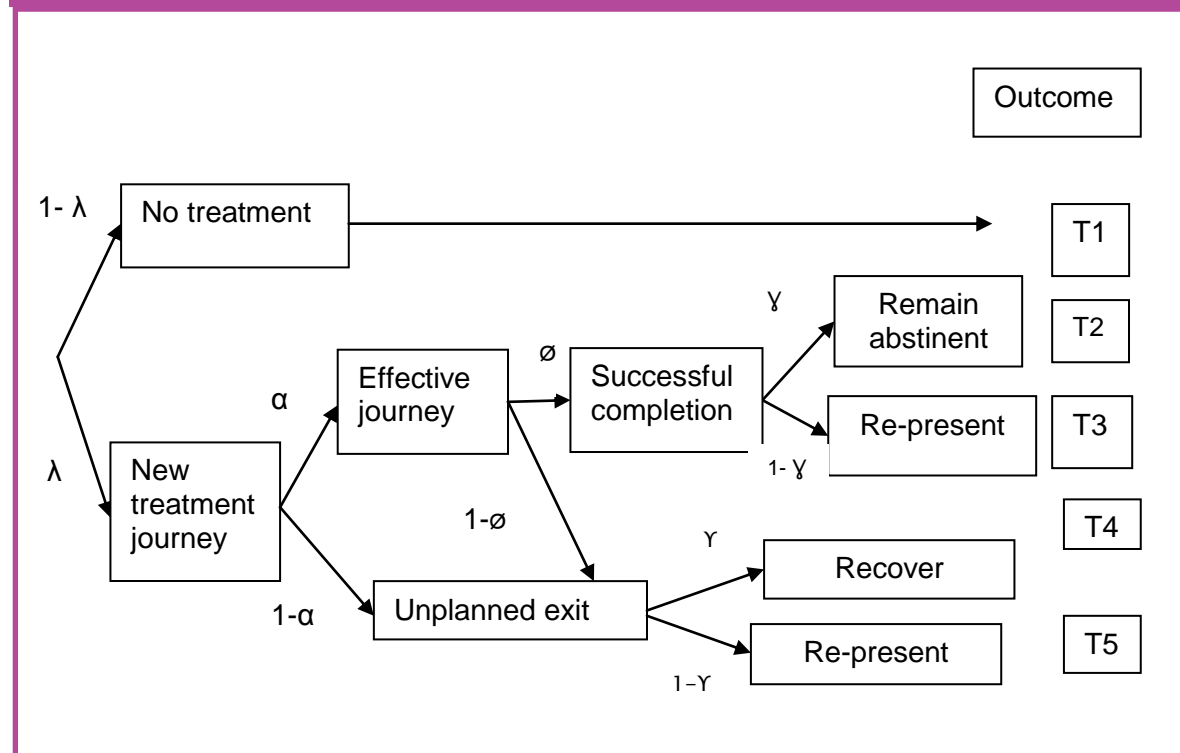 Outcome
1- λ
No treatment
T1
Ɣ
Remain
abstinent
T2
ø
Effective
journey
Successful
completion
α
Re-present
T3
1- Ɣ
λ
New
treatment
journey
1-ø
ϒ
T4
Recover
1-α
Unplanned exit
T5
Re-present
1-ϒ